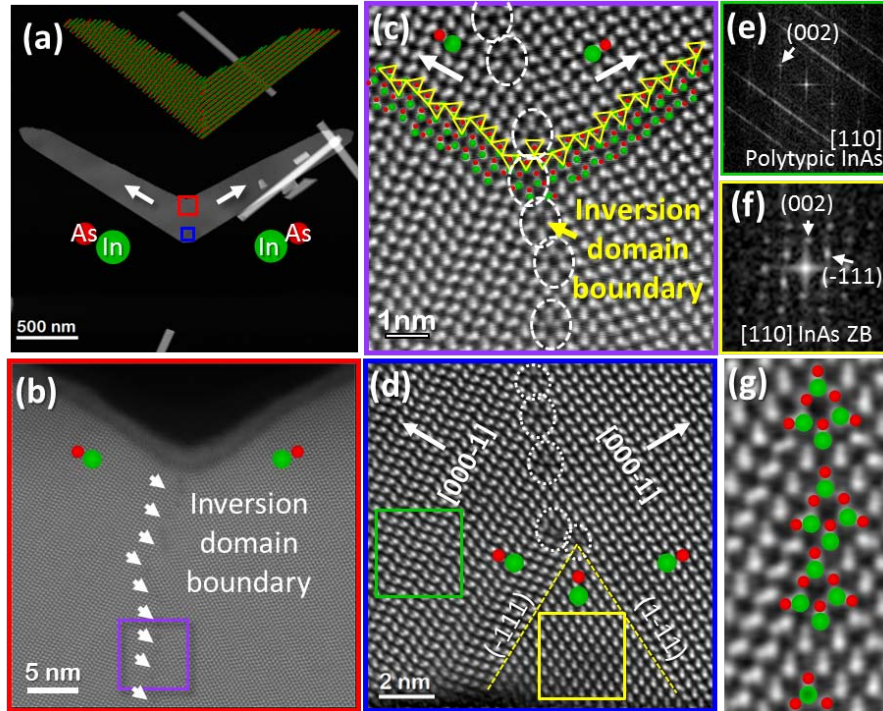 (a)
As
In
In
As
500 nm
(b)
Inversion
domain
boundary
5 nm
(c)
Inversion
domain
boundary
1nm
(d)
[000-1]
[000-1]
(-111)
(1-11)
2 nm
(e)
(002)
[110]
Polytypic InAs
(f)
(002)
(-111)
[110] InAs ZB
(g)